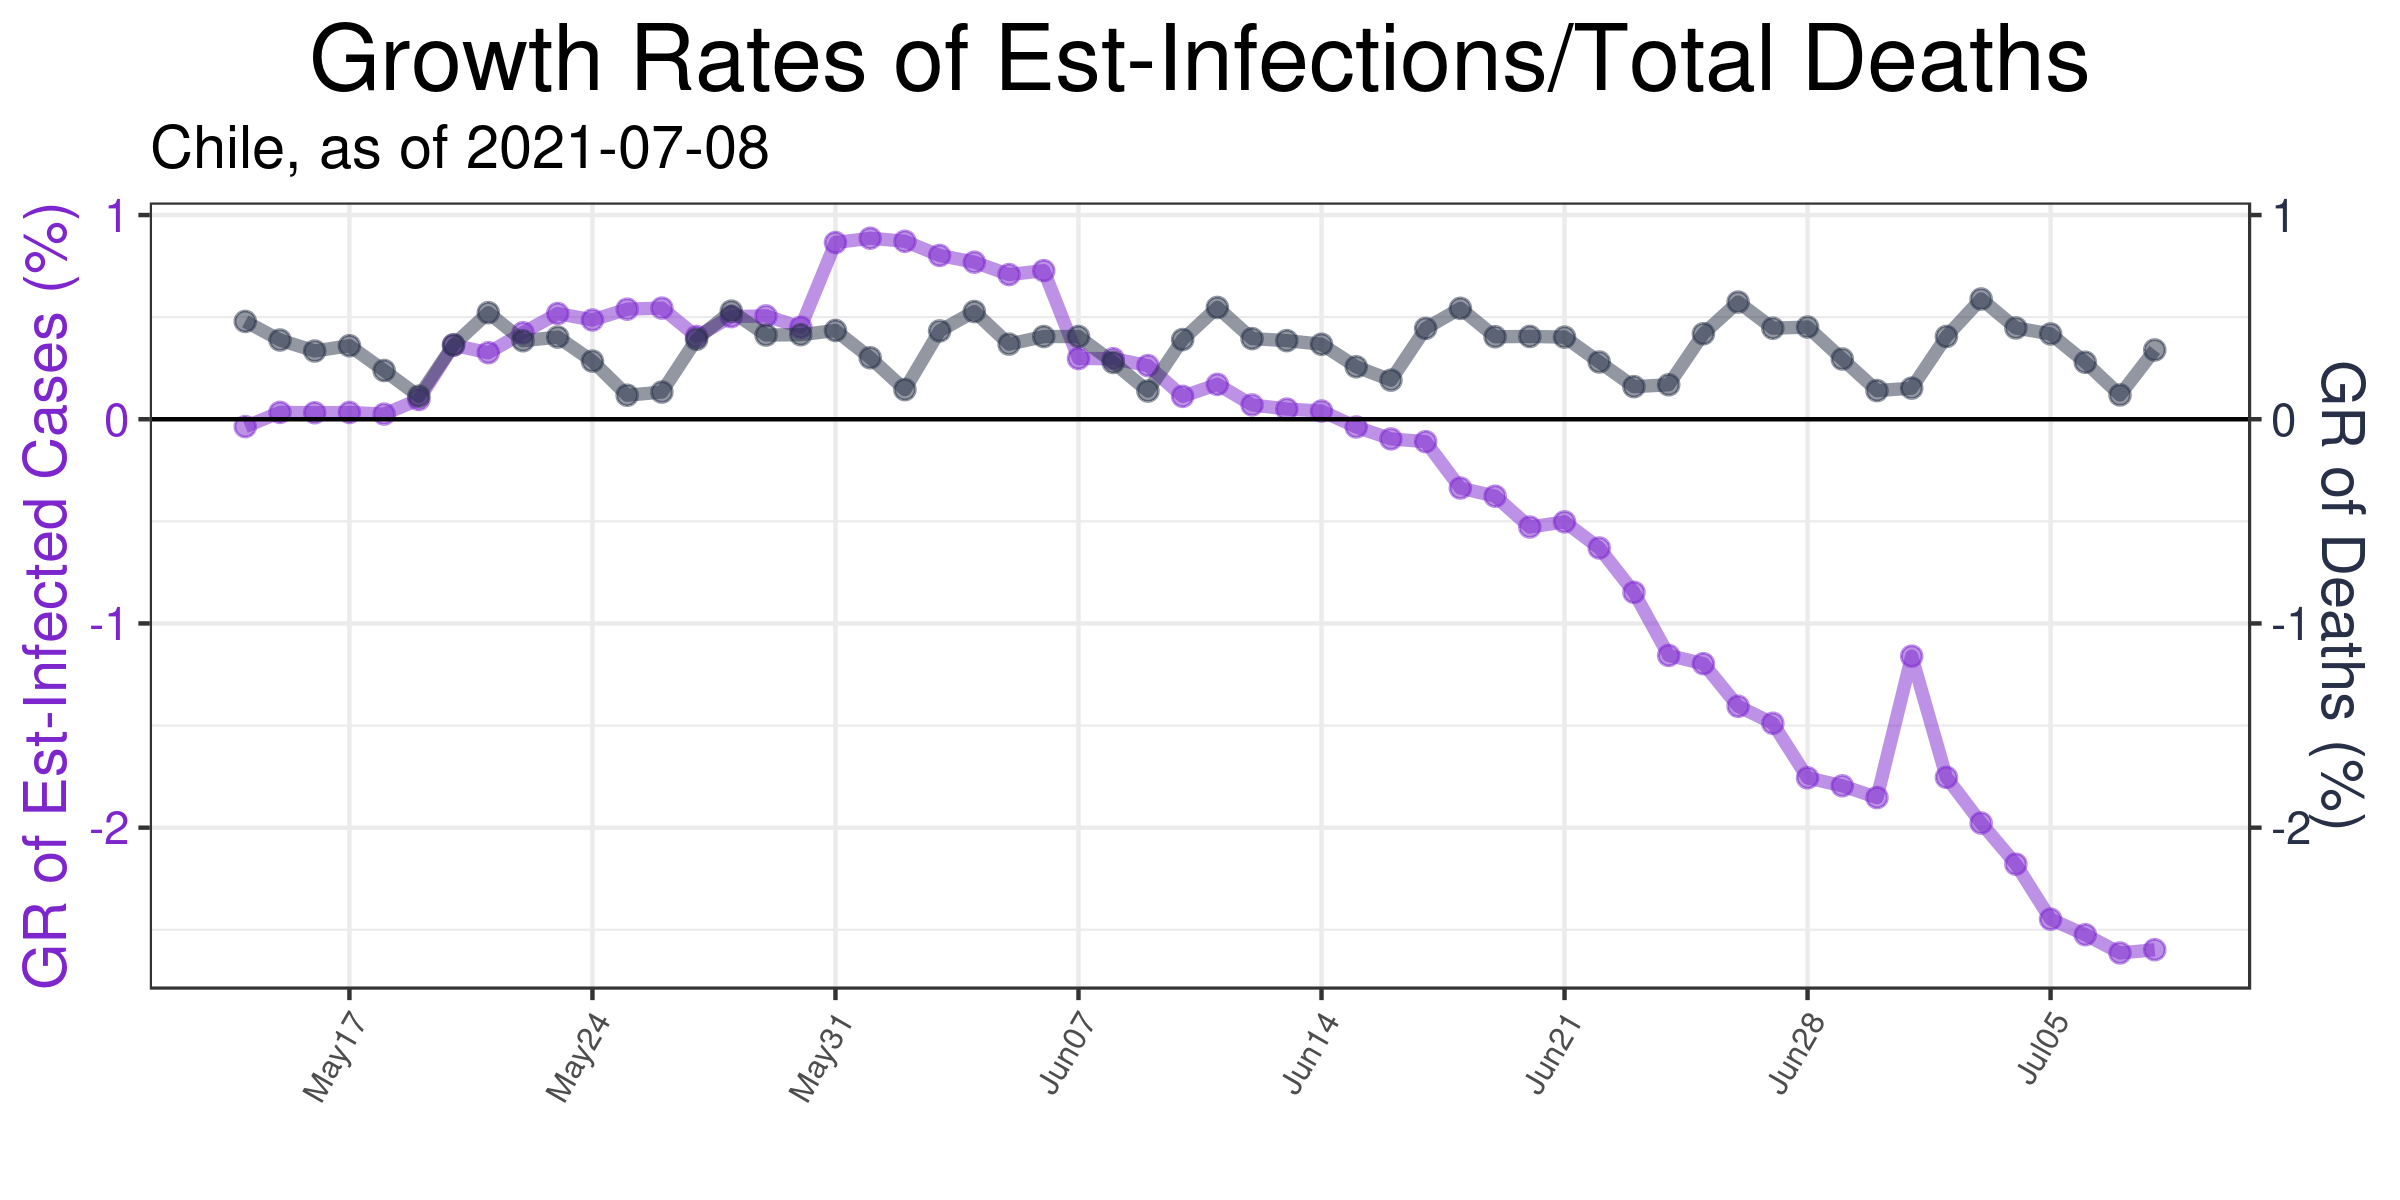 Growth Rates of Est-Infections/Total Deaths
Chile, as of 2021-07-08
GR of Est-Infected Cases (%)
1
0
-1
-2
1
0
-1
-2
GR of Deaths (%)
May17
May24
May31
Jun07
Jun14
Jun21
Jun28
Jul05